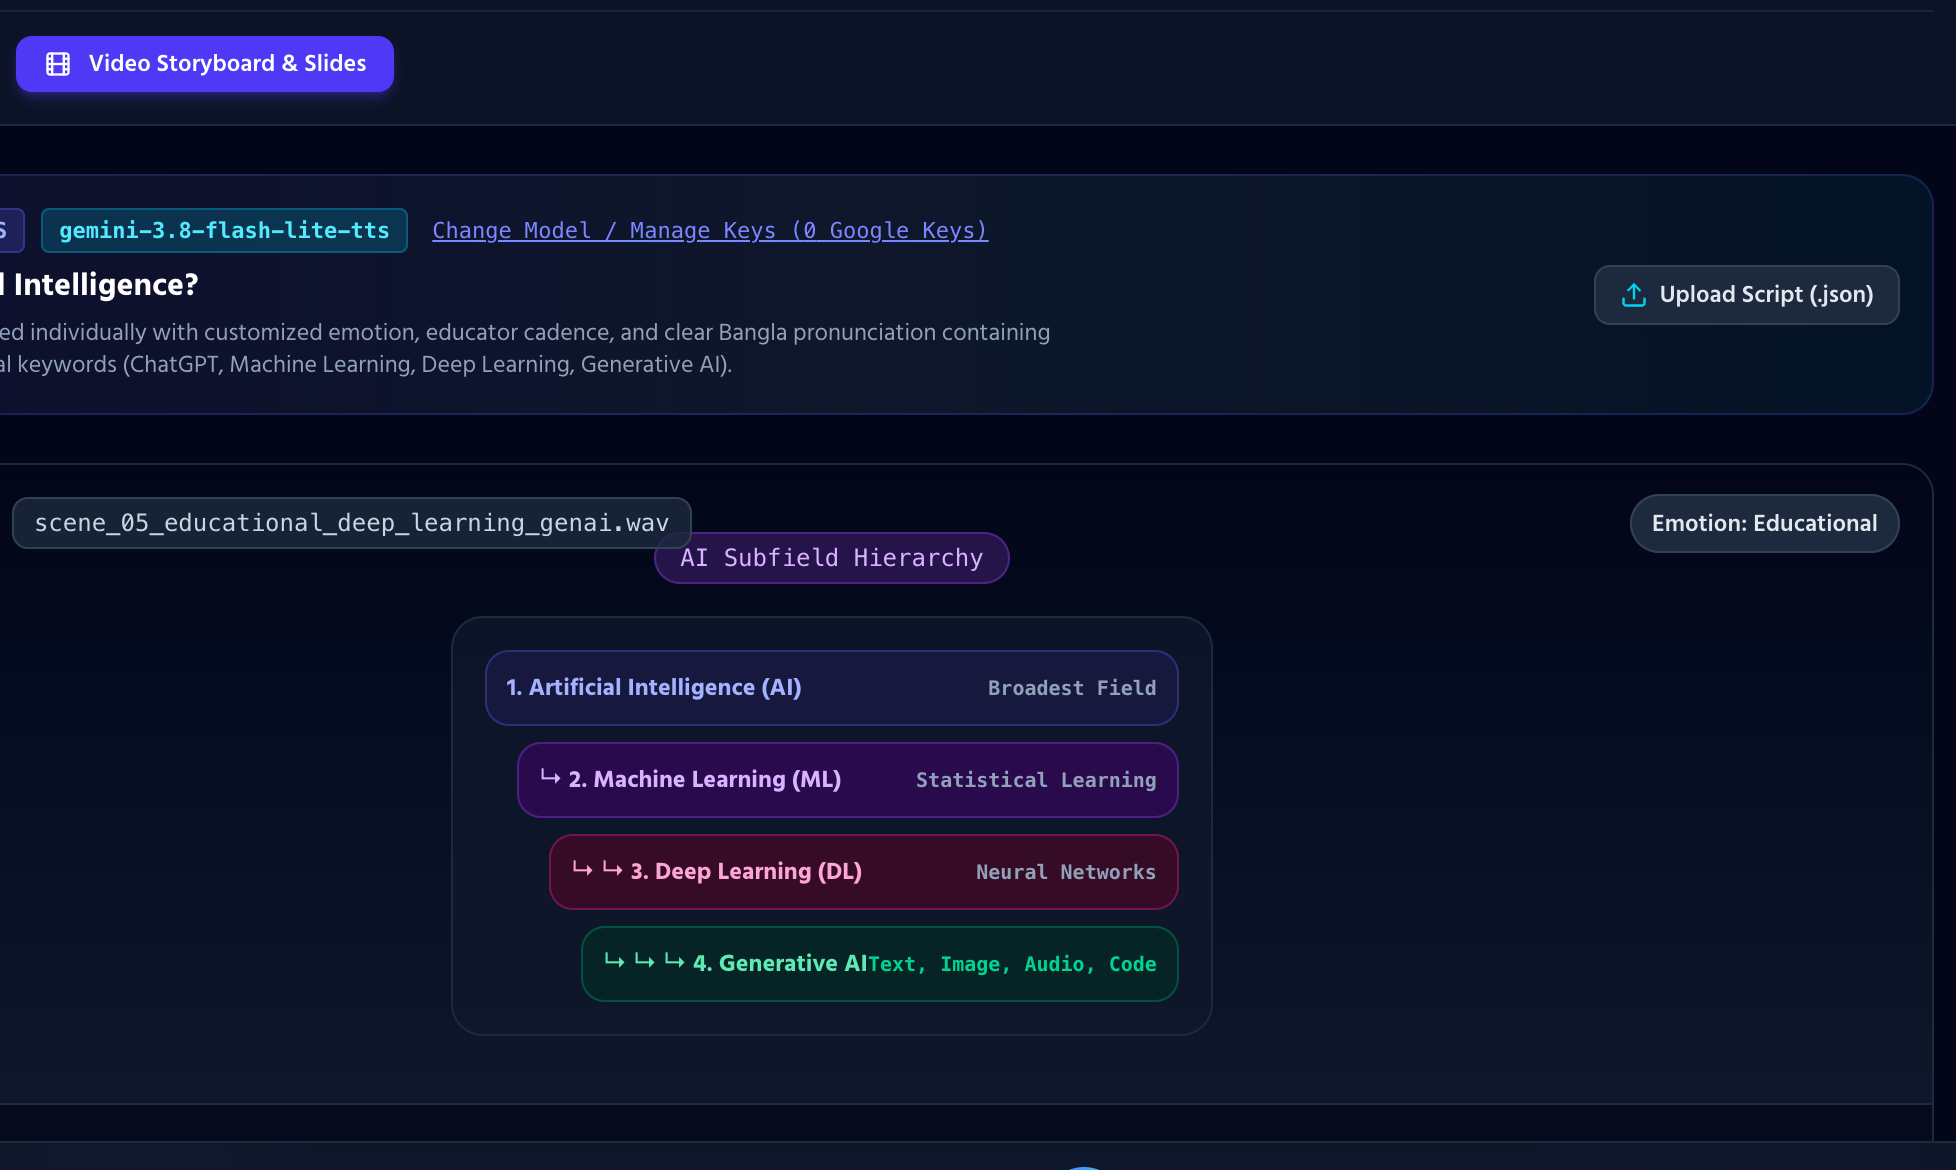 Video Storyboard & Slides
S gemini-3.8-flash-lite-tts Change Model / Manage Keys (0 Google Keys)
l Intelligence?
Upload Script (.json)
ed individually with customized emotion, educator cadence, and clear Bangla pronunciation containing
al keywords (ChatGPT, Machine Learning, Deep Learning, Generative AI).
scene_05_educational_deep_learning_genai.wav
Emotion: Educational
AI Subfield Hierarchy
1. Artificial Intelligence (AI) Broadest Field
↳ 2. Machine Learning (ML) Statistical Learning
↳ ↳ 3. Deep Learning (DL) Neural Networks
↳ ↳ ↳ 4. Generative AI Text, Image, Audio, Code